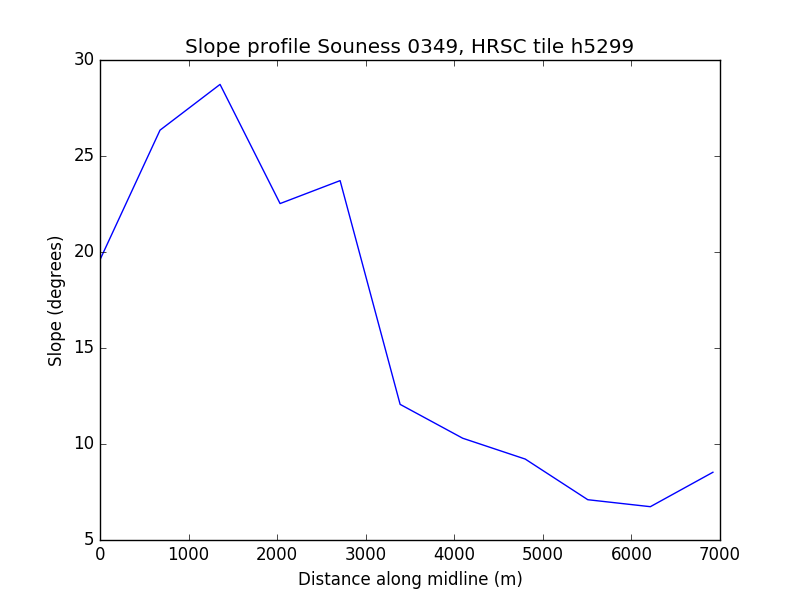 Slope profile Souness 0349, HRSC tile h5299
30
25
20
15
10
5
Slope (degrees)
0 1000 2000 3000 4000 5000 6000 7000
Distance along midline (m)